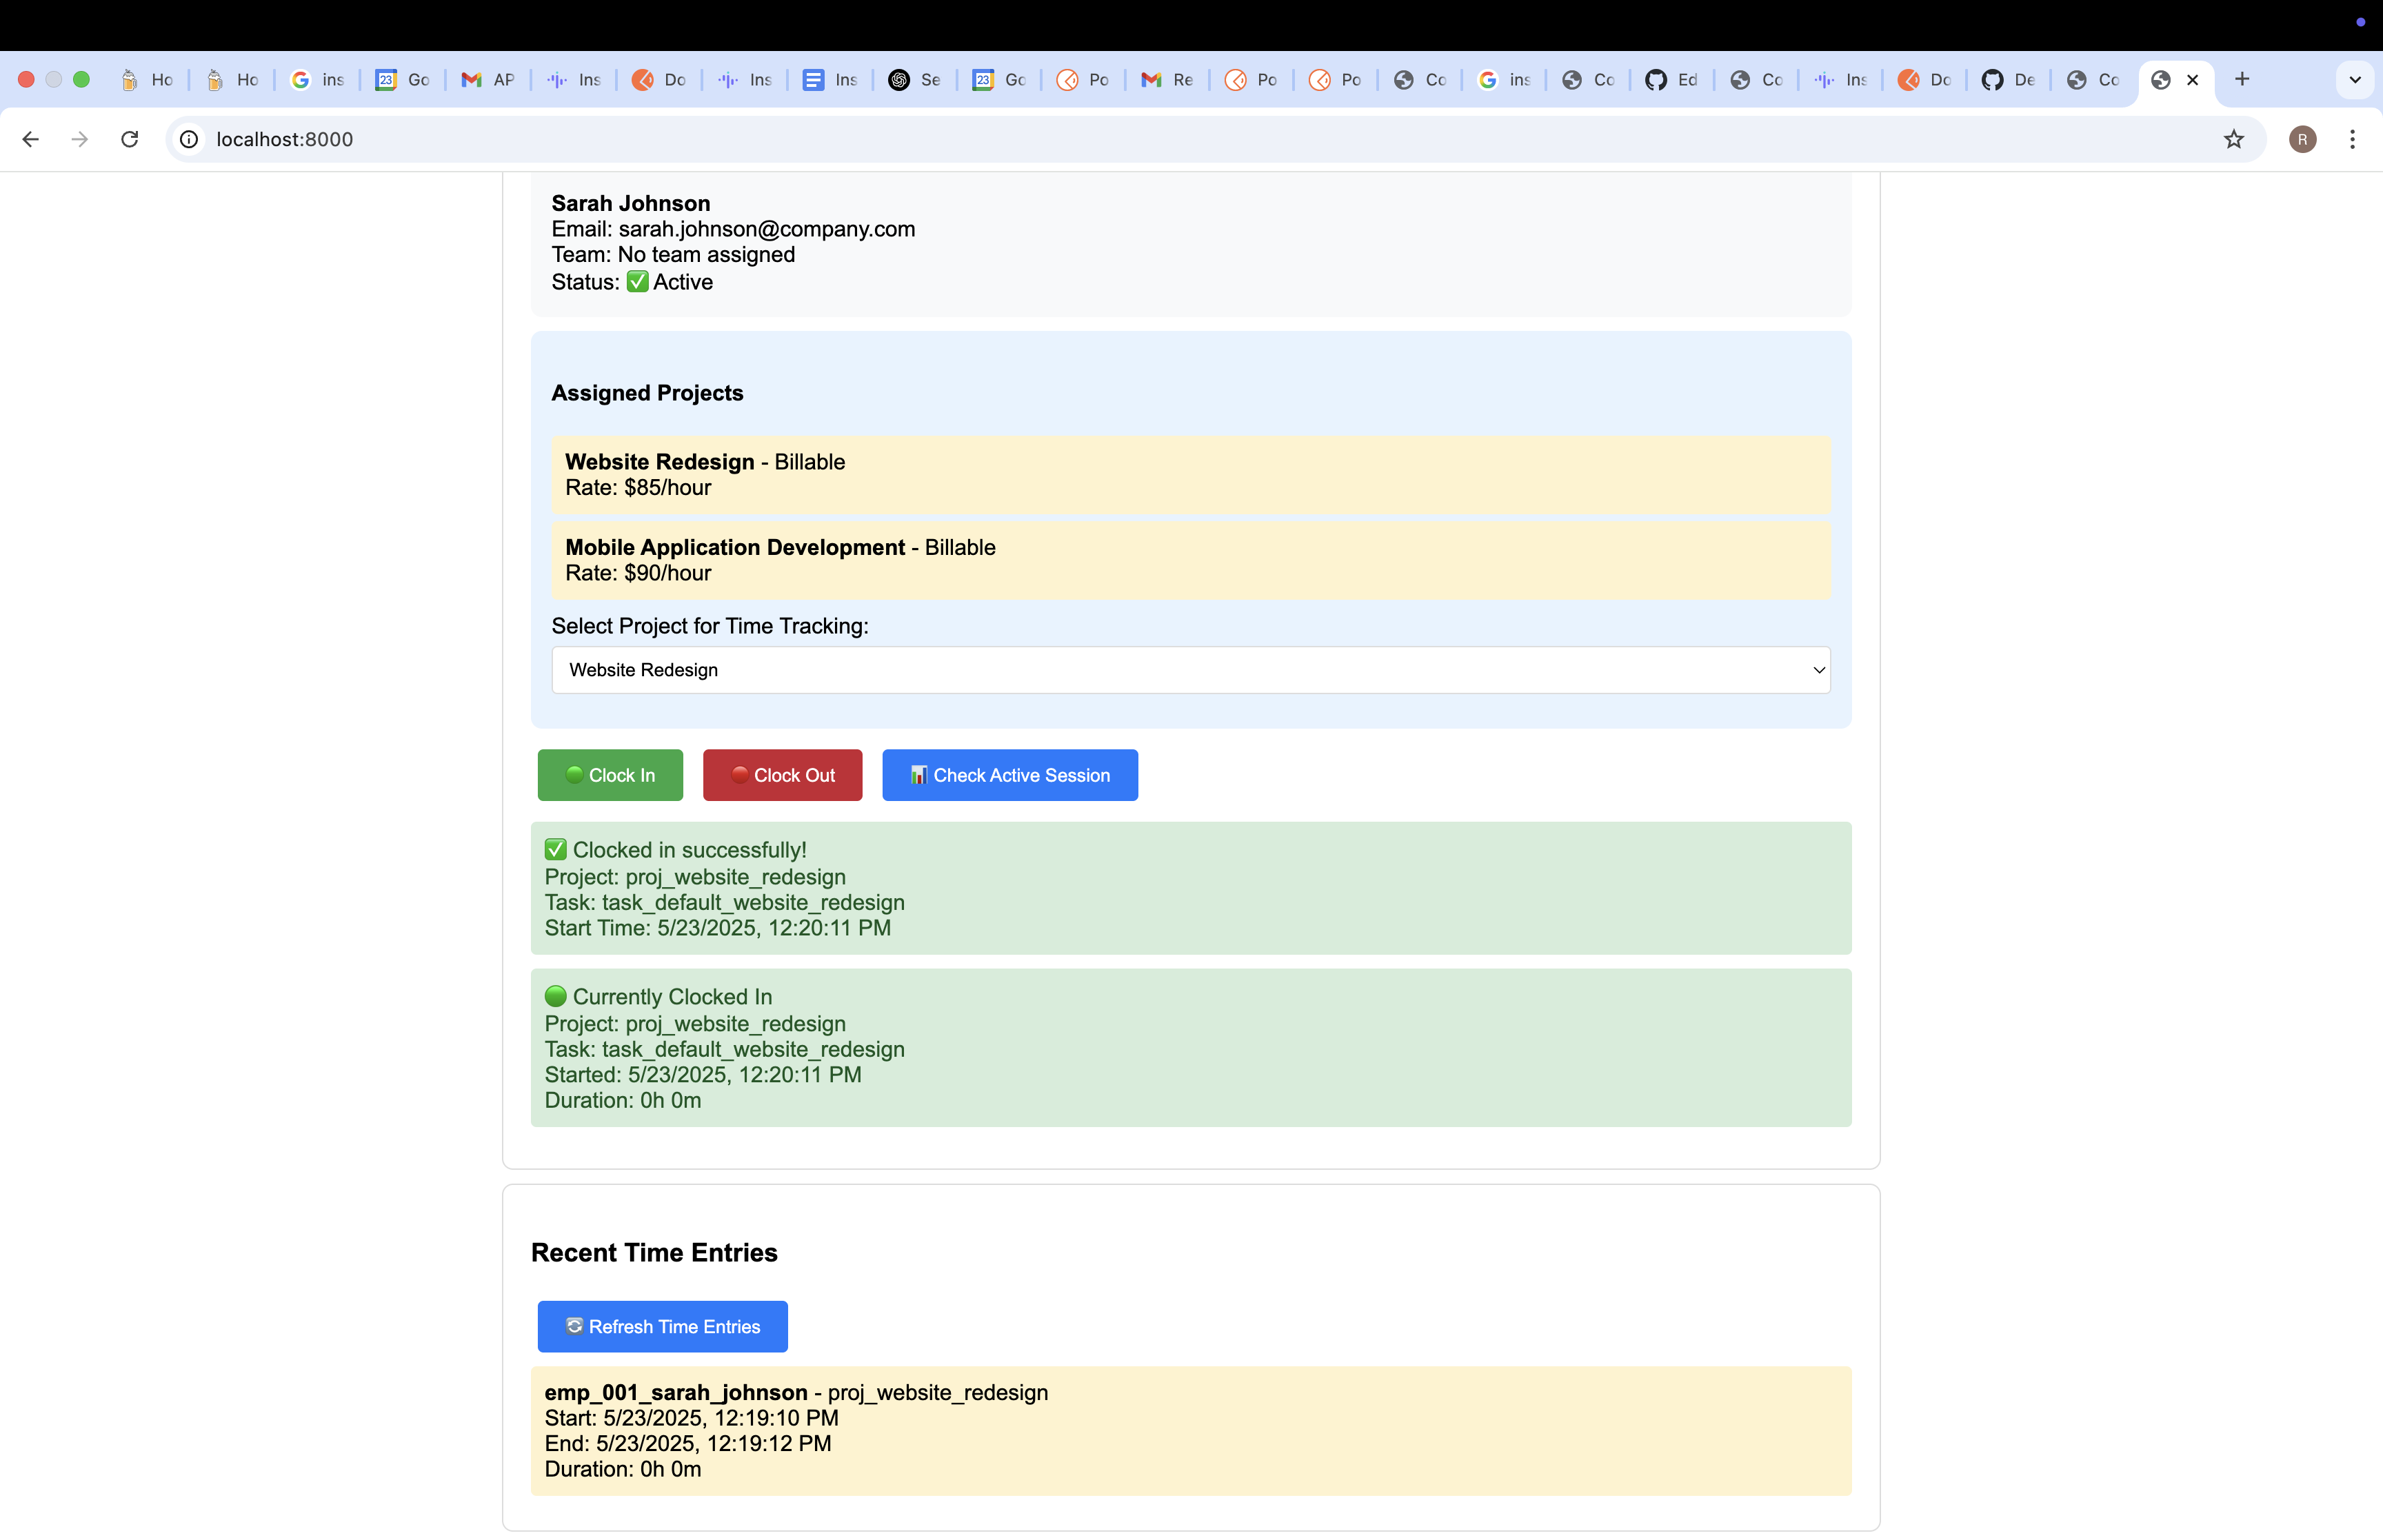 Ho
Ho
ins
Go
AP
Ins
Do
Ins
Ins
Se
Go
Po
Re
Po
Po
Co
ins
Co
Ed
Co
Ins
Do
De
Co
localhost:8000
R
Sarah Johnson
Email: sarah.johnson@company.com
Team: No team assigned
Status: ✅ Active
Assigned Projects
Website Redesign - Billable
Rate: $85/hour
Mobile Application Development - Billable
Rate: $90/hour
Select Project for Time Tracking:
Website Redesign
🟢 Clock In
🔴 Clock Out
📊 Check Active Session
✅ Clocked in successfully!
Project: proj_website_redesign
Task: task_default_website_redesign
Start Time: 5/23/2025, 12:20:11 PM
🟢 Currently Clocked In
Project: proj_website_redesign
Task: task_default_website_redesign
Started: 5/23/2025, 12:20:11 PM
Duration: 0h 0m
Recent Time Entries
🔄 Refresh Time Entries
emp_001_sarah_johnson - proj_website_redesign
Start: 5/23/2025, 12:19:10 PM
End: 5/23/2025, 12:19:12 PM
Duration: 0h 0m